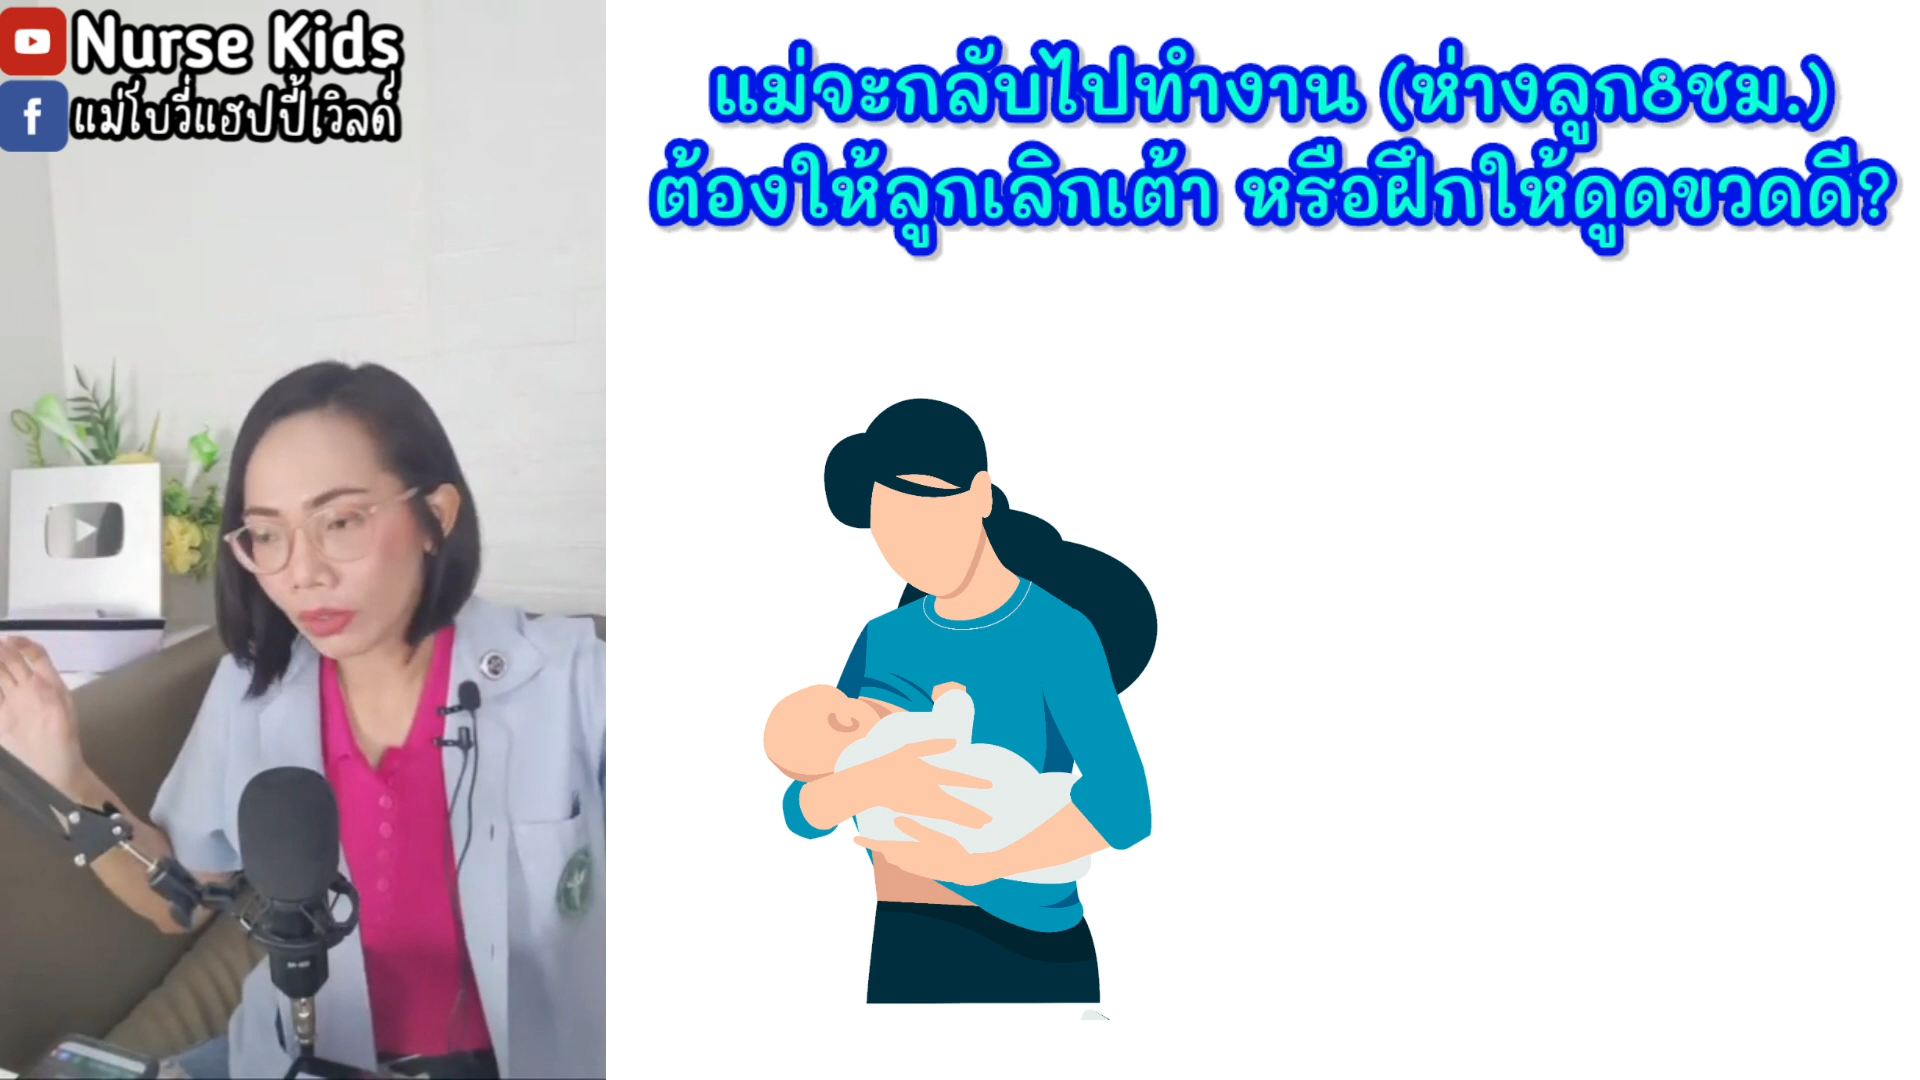 Nurse Kids
แม่โบวี่แฮปปี้เวิลด์
แม่จะกลับไปทำงาน (ห่างลูก8ชม.)
ต้องให้ลูกเลิกเต้า หรือฝึกให้ดูดขวดดี?